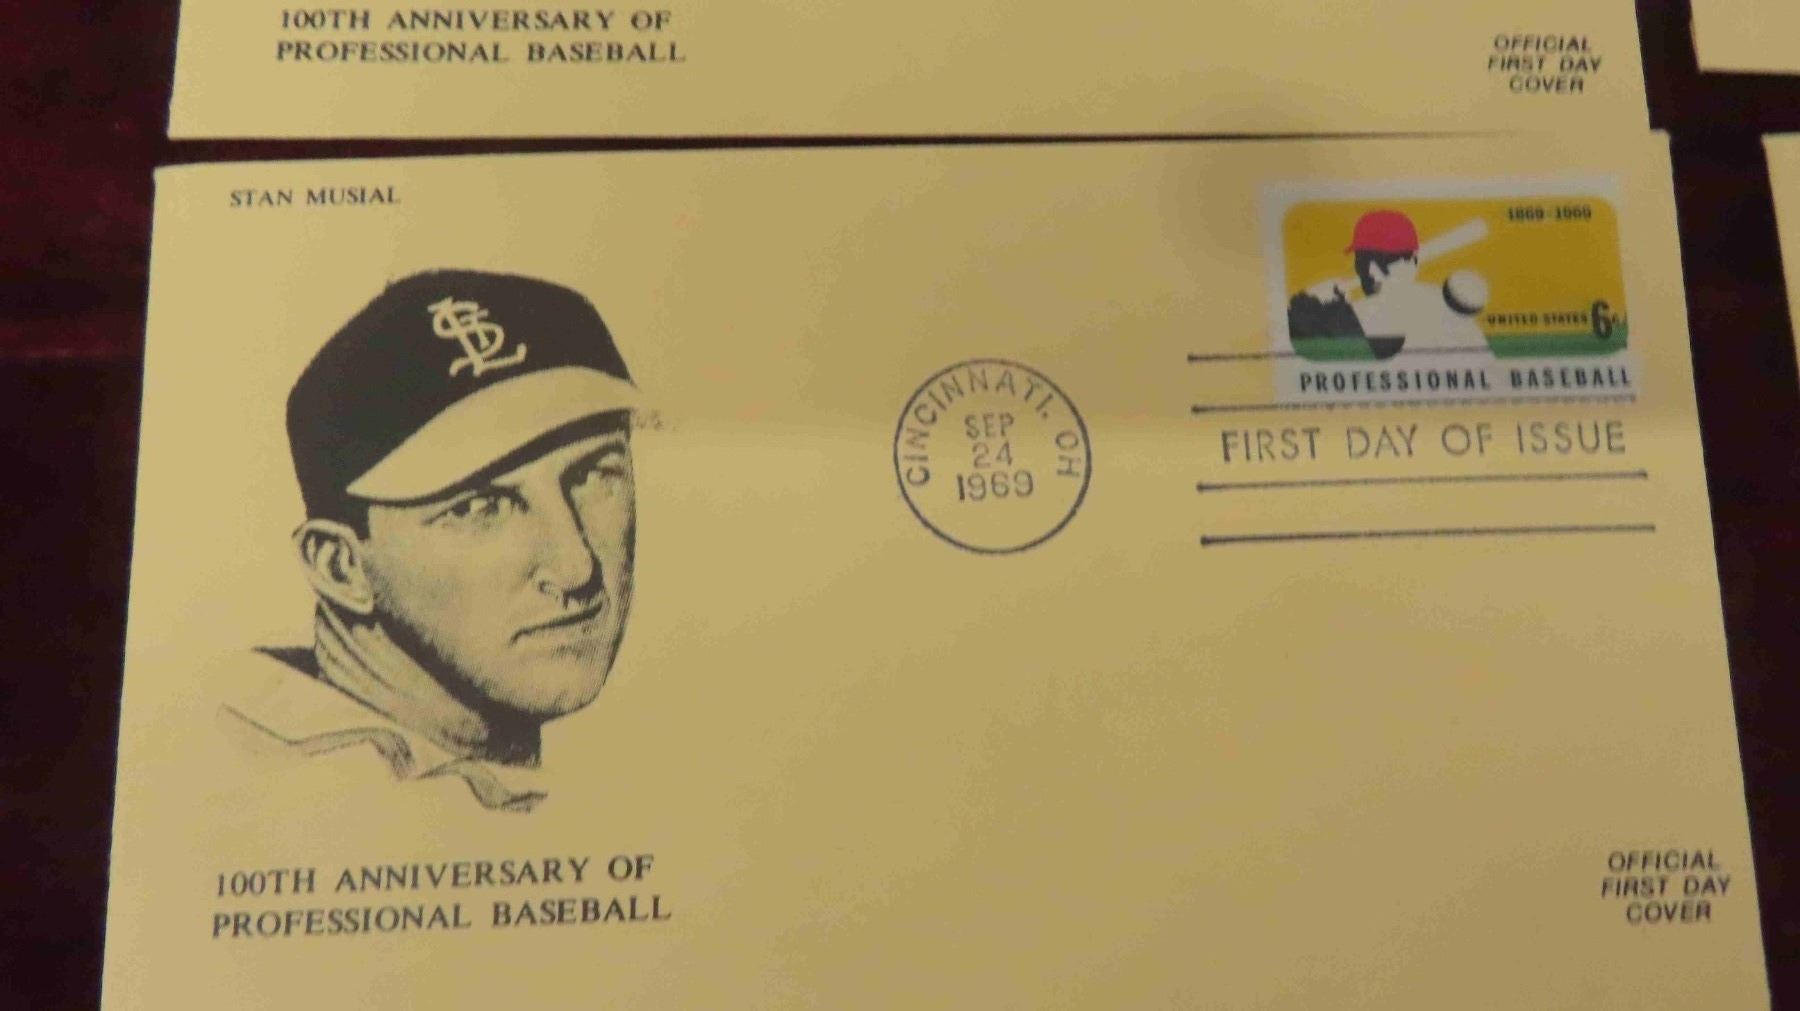 100TH ANNIVERSARY OF
PROFESSIONAL BASEBALL
OFFICIAL
FIRST DAY
COVER
STAN MUSIAL
STL
1869-1969
UNITED STATES 6c
PROFESSIONAL BASEBALL
CINCINNATI, OH
SEP
24
1969
FIRST DAY OF ISSUE
100TH ANNIVERSARY OF
PROFESSIONAL BASEBALL
OFFICIAL
FIRST DAY
COVER